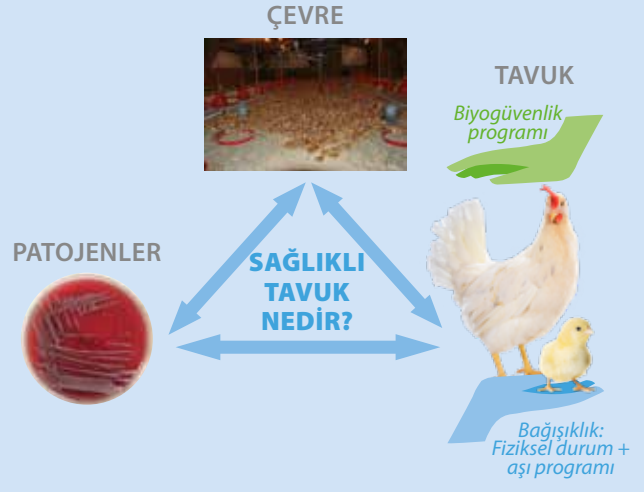 ÇEVRE
TAVUK
Biyogüvenlik
programı
PATOJENLER
SAĞLIKLI
TAVUK
NEDİR?
Bağışıklık:
Fiziksel durum +
aşı programı